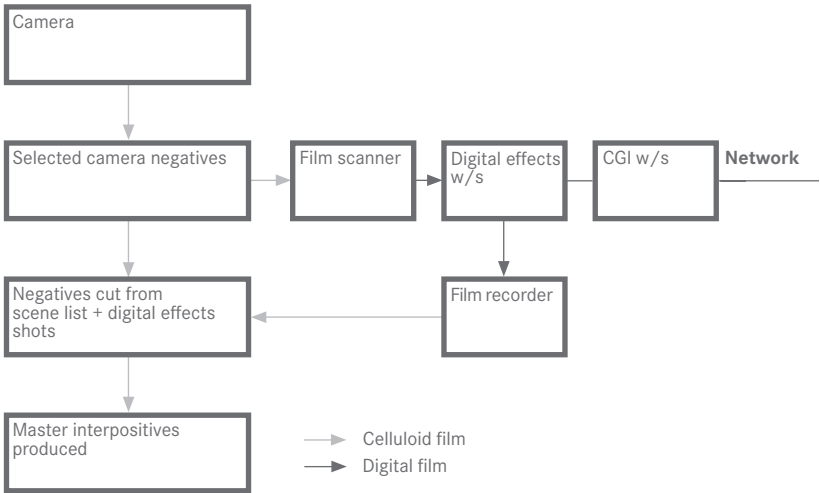 Camera
Selected camera negatives
Film scanner
Digital effects
w/s
CGI w/s
Network
Negatives cut from
scene list + digital effects
shots
Film recorder
Master interpositives
produced
Celluloid film
Digital film